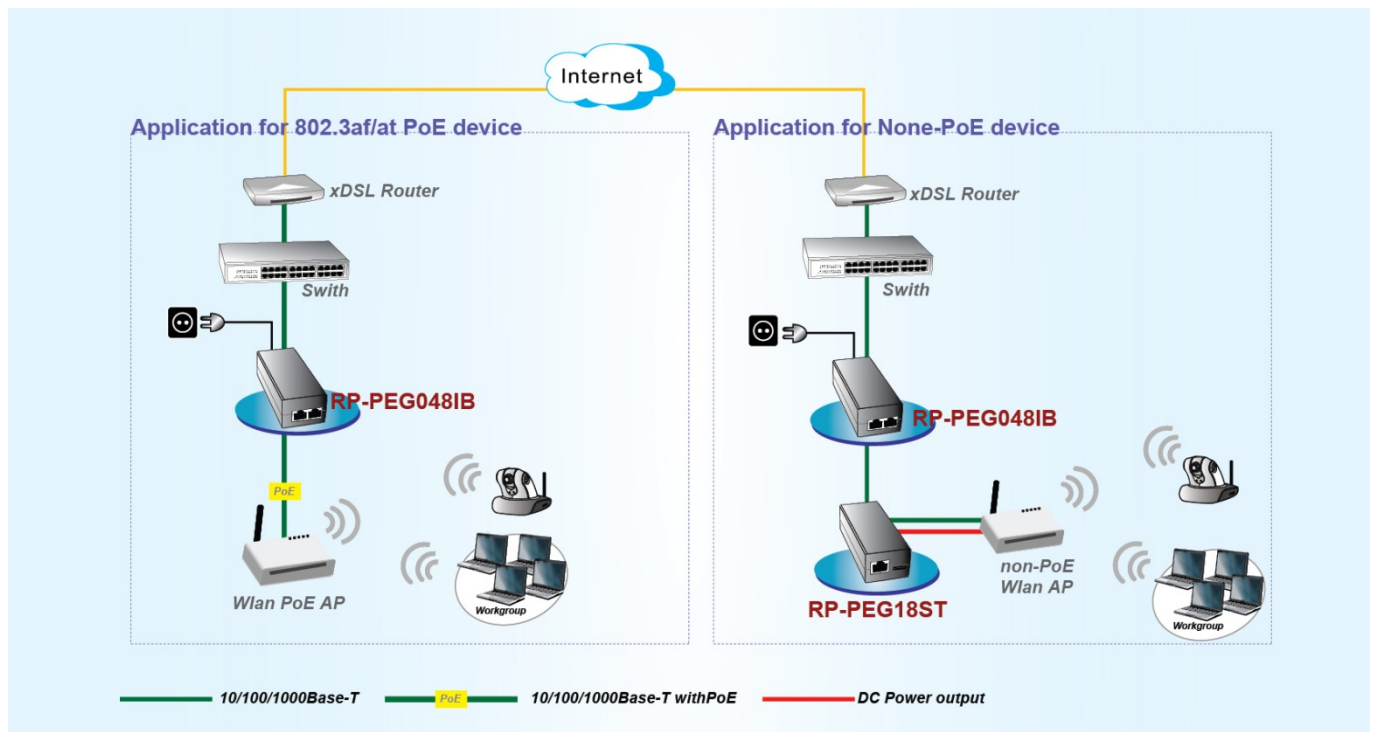 Internet
Application for 802.3af/at PoE device
xDSL Router
Swith
RP-PEG048IB
PoE
Wlan PoE AP
Workgroup
Application for None-PoE device
xDSL Router
Swith
RP-PEG048IB
RP-PEG18ST
non-PoE
Wlan AP
Workgroup
10/100/1000Base-T
PoE
10/100/1000Base-T withPoE
DC Power output